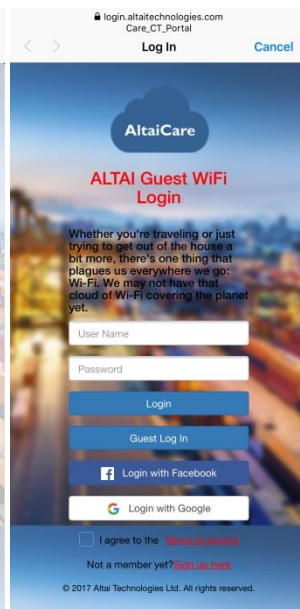 login.altaitechnologies.com
Care_CT_Portal
Log In
Cancel
AltaiCare
ALTAI Guest WiFi
Login
Whether you're traveling or just
trying to get out of the house a
bit more, there's one thing that
plagues us everywhere we go:
Wi-Fi. We may not have that
cloud of Wi-Fi covering the planet
yet.
User Name
Password
Login
Guest Log In
Login with Facebook
Login with Google
I agree to the Terms of service
Not a member yet?Sign up here
© 2017 Altai Technologies Ltd. All rights reserved.